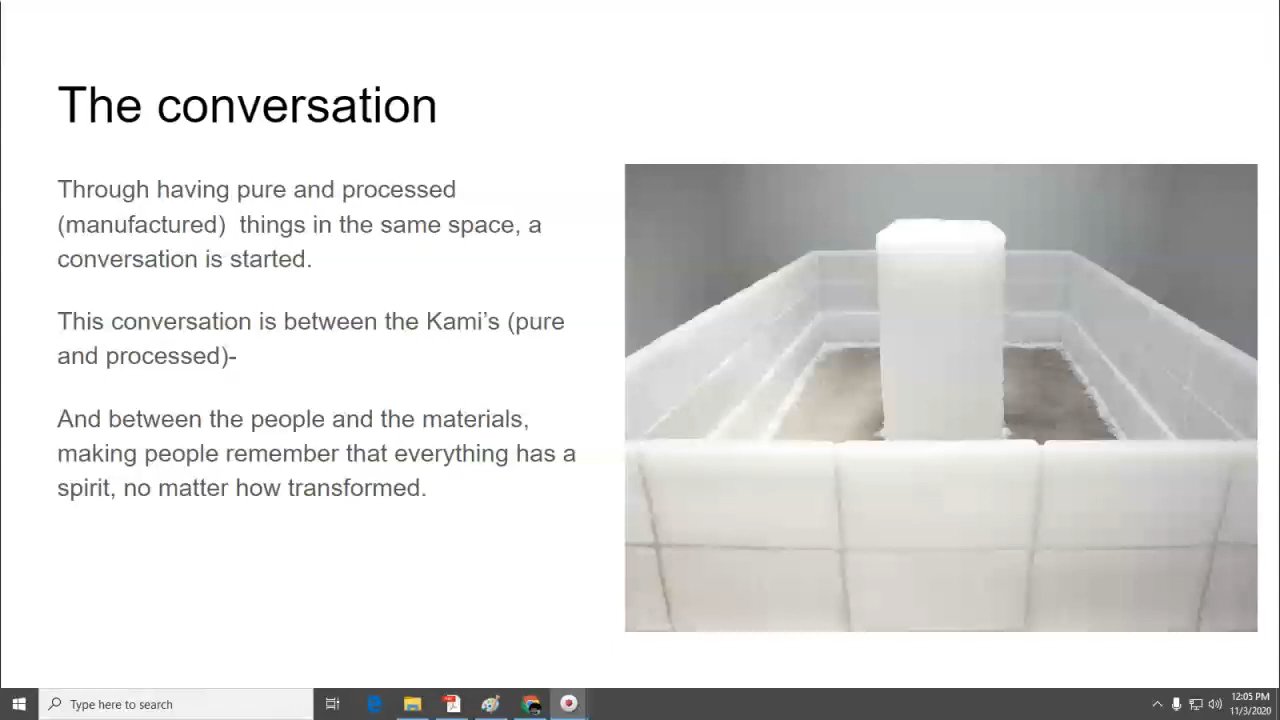 The conversation
Through having pure and processed
(manufactured)  things in the same space, a
conversation is started.
This conversation is between the Kami’s (pure
and processed)-
And between the people and the materials,
making people remember that everything has a
spirit, no matter how transformed.
Type here to search
12:05 PM
11/3/2020